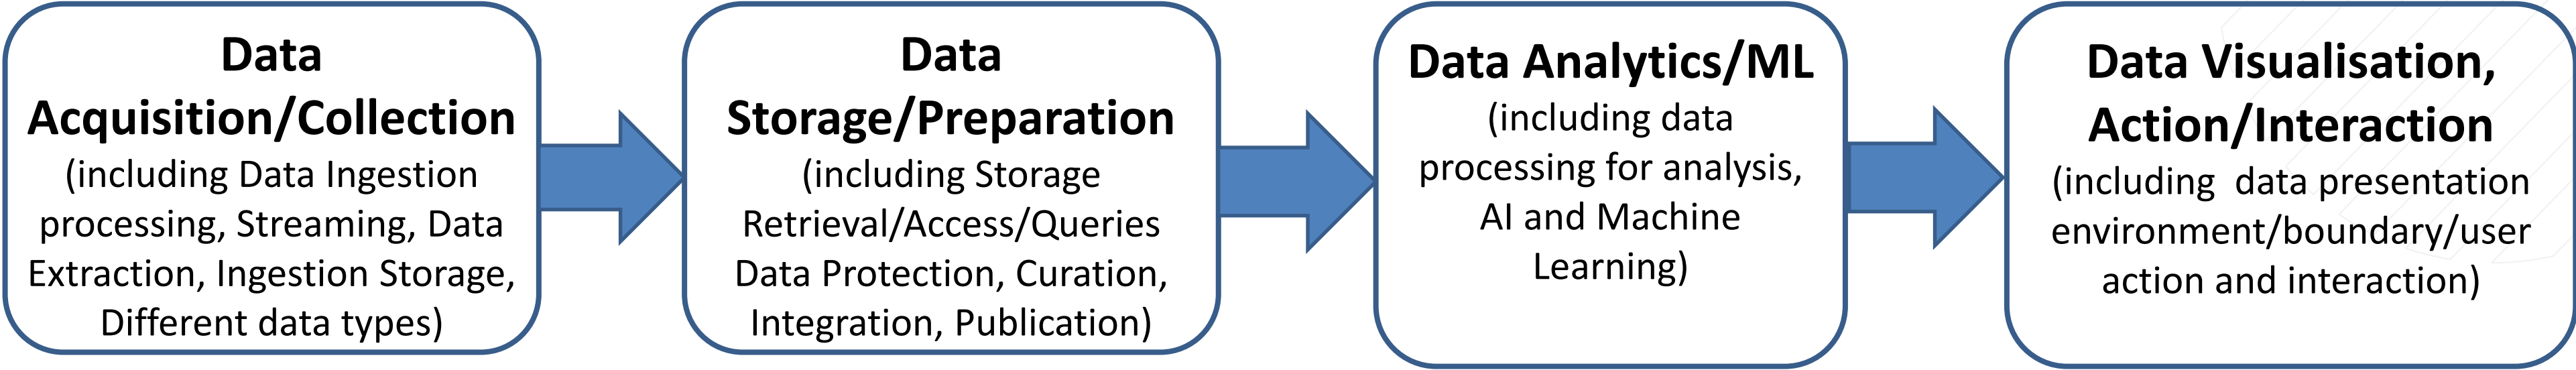 Data
Acquisition/Collection
(including Data Ingestion
processing, Streaming, Data
Extraction, Ingestion Storage,
Different data types)
Data
Storage/Preparation
(including Storage
Retrieval/Access/Queries
Data Protection, Curation,
Integration, Publication)
Data Analytics/ML
(including data
processing for analysis,
AI and Machine
Learning)
Data Visualisation,
Action/Interaction
(including  data presentation
environment/boundary/user
action and interaction)